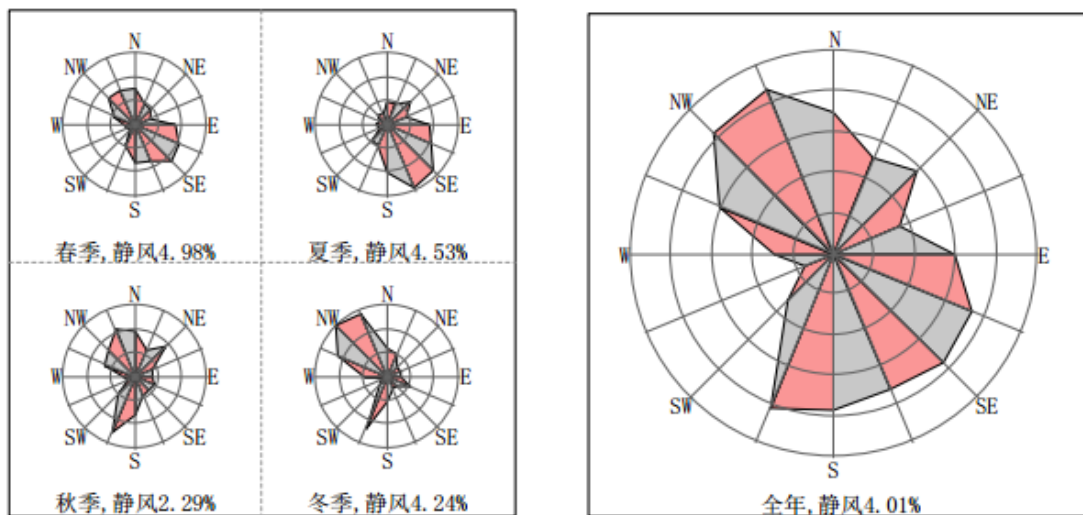 N
NW NE
W E
SW SE
S
春季,静风4.98%
N
NW NE
W E
SW SE
S
夏季,静风4.53%
N
NW NE
W E
SW SE
S
秋季,静风2.29%
N
NW NE
W E
SW SE
S
冬季,静风4.24%
N
NW NE
W E
SW SE
S
全年,静风4.01%